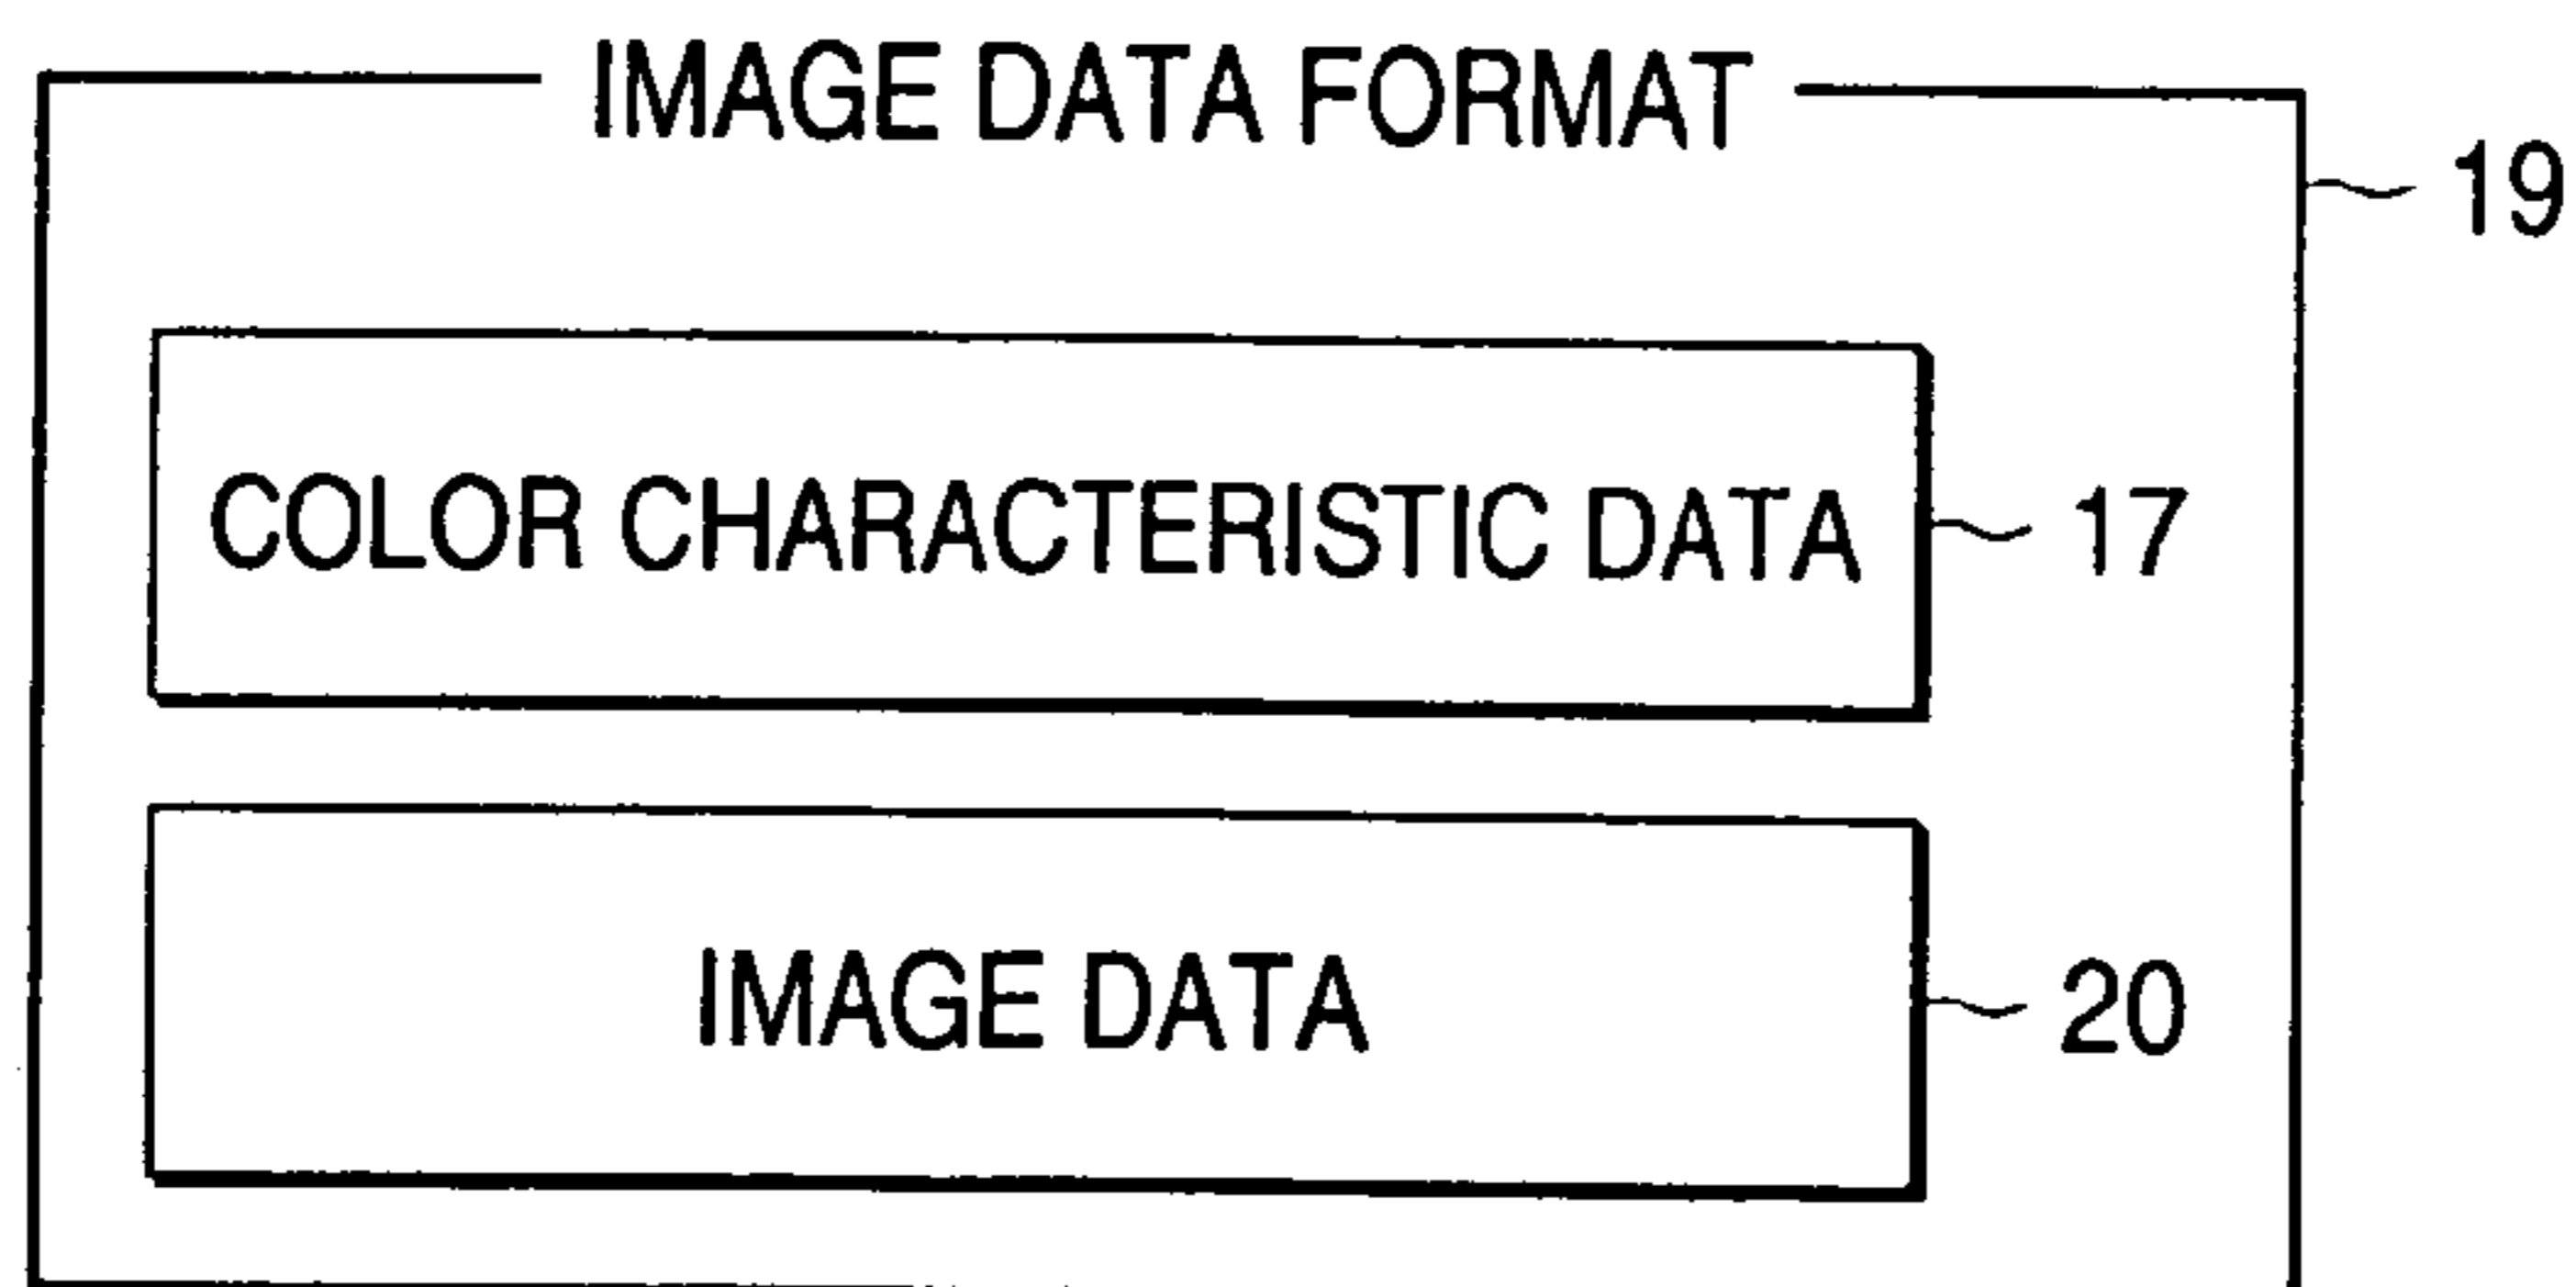 IMAGE DATA FORMAT
19
COLOR CHARACTERISTIC DATA
17
IMAGE DATA
20